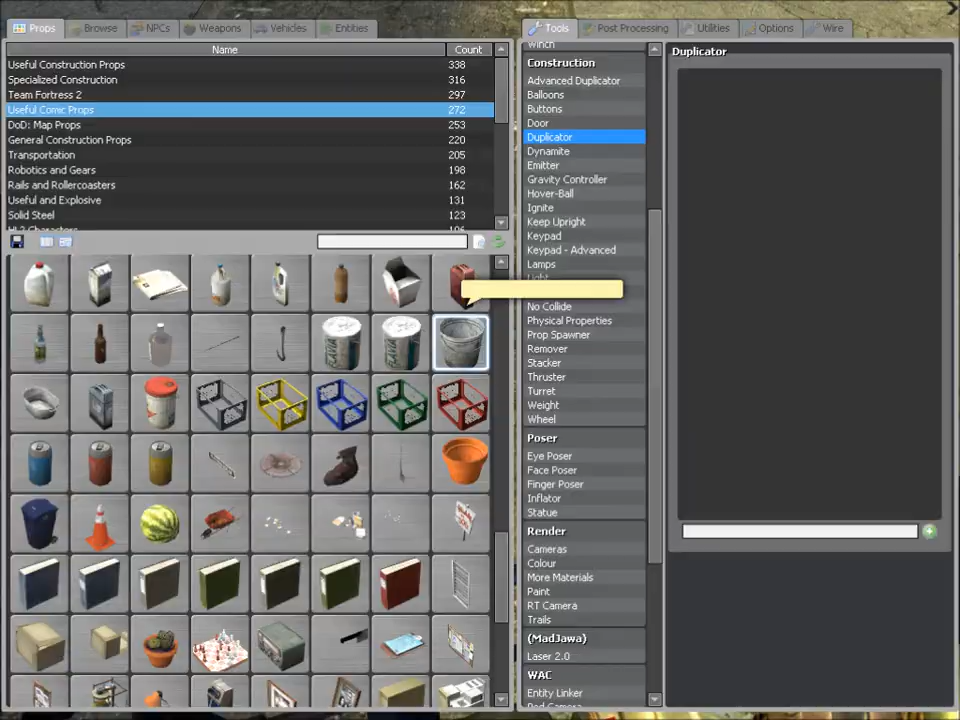 Props
Browse
NPCs
Weapons
Vehicles
Entities
Name
Count
Useful Construction Props 338
Specialized Construction 316
Team Fortress 2 297
Useful Comic Props 272
DoD: Map Props 253
General Construction Props 220
Transportation 205
Robotics and Gears 198
Rails and Rollercoasters 162
Useful and Explosive 131
Solid Steel 123
HL2 Characters 106
Tools
Post Processing
Utilities
Options
Wire
Winch
Construction
Advanced Duplicator
Balloons
Buttons
Door
Duplicator
Dynamite
Emitter
Gravity Controller
Hover-Ball
Ignite
Keep Upright
Keypad
Keypad - Advanced
Lamps
Light
No Collide
Physical Properties
Prop Spawner
Remover
Stacker
Thruster
Turret
Weight
Wheel
Poser
Eye Poser
Face Poser
Finger Poser
Inflator
Statue
Render
Cameras
Colour
More Materials
Paint
RT Camera
Trails
(MadJawa)
Laser 2.0
WAC
Entity Linker
Duplicator